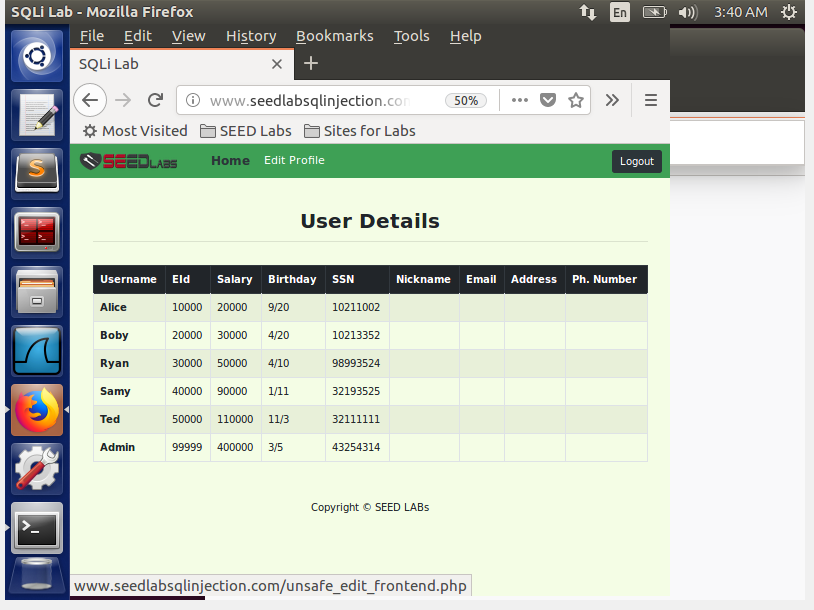 SQLi Lab - Mozilla Firefox
En
3:40 AM
File Edit View History Bookmarks Tools Help
SQLi Lab
www.seedlabsqlinjection.co
50%
Most Visited SEED Labs Sites for Labs
SEEDLABS Home Edit Profile Logout
User Details
Username EId Salary Birthday SSN Nickname Email Address Ph. Number
Alice 10000 20000 9/20 10211002
Boby 20000 30000 4/20 10213352
Ryan 30000 50000 4/10 98993524
Samy 40000 90000 1/11 32193525
Ted 50000 110000 11/3 32111111
Admin 99999 400000 3/5 43254314
Copyright © SEED LABs
www.seedlabsqlinjection.com/unsafe_edit_frontend.php